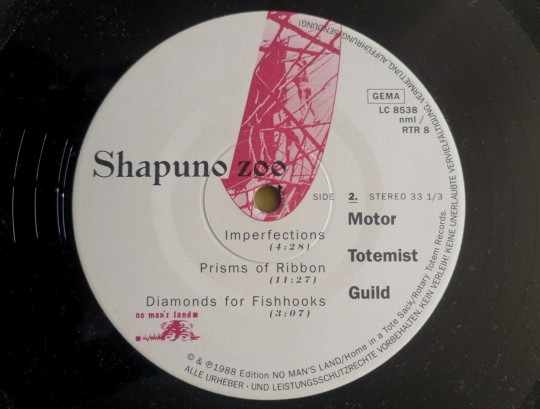 Shapuno zoo
GEMA
LC 8538
nml /
RTR 8
SIDE 2. STEREO 33 1/3
Motor
Totemist
Guild
Imperfections
(4:28)
Prisms of Ribbon
(11:27)
Diamonds for Fishhooks
(3:07)
no man's land
© & ℗1988 Edition NO MAN'S LAND/Home in a Tote Sack/Rotary Totem Records.
ALLE URHEBER- UND LEISTUNGSSCHUTZRECHTE VORBEHALTEN. KEIN VERLEIH! KEINE UNERLAUBTE VERVIELFÄLTIGUNG, VERMIETUNG, AUFFÜHRUNG, SENDUNG!